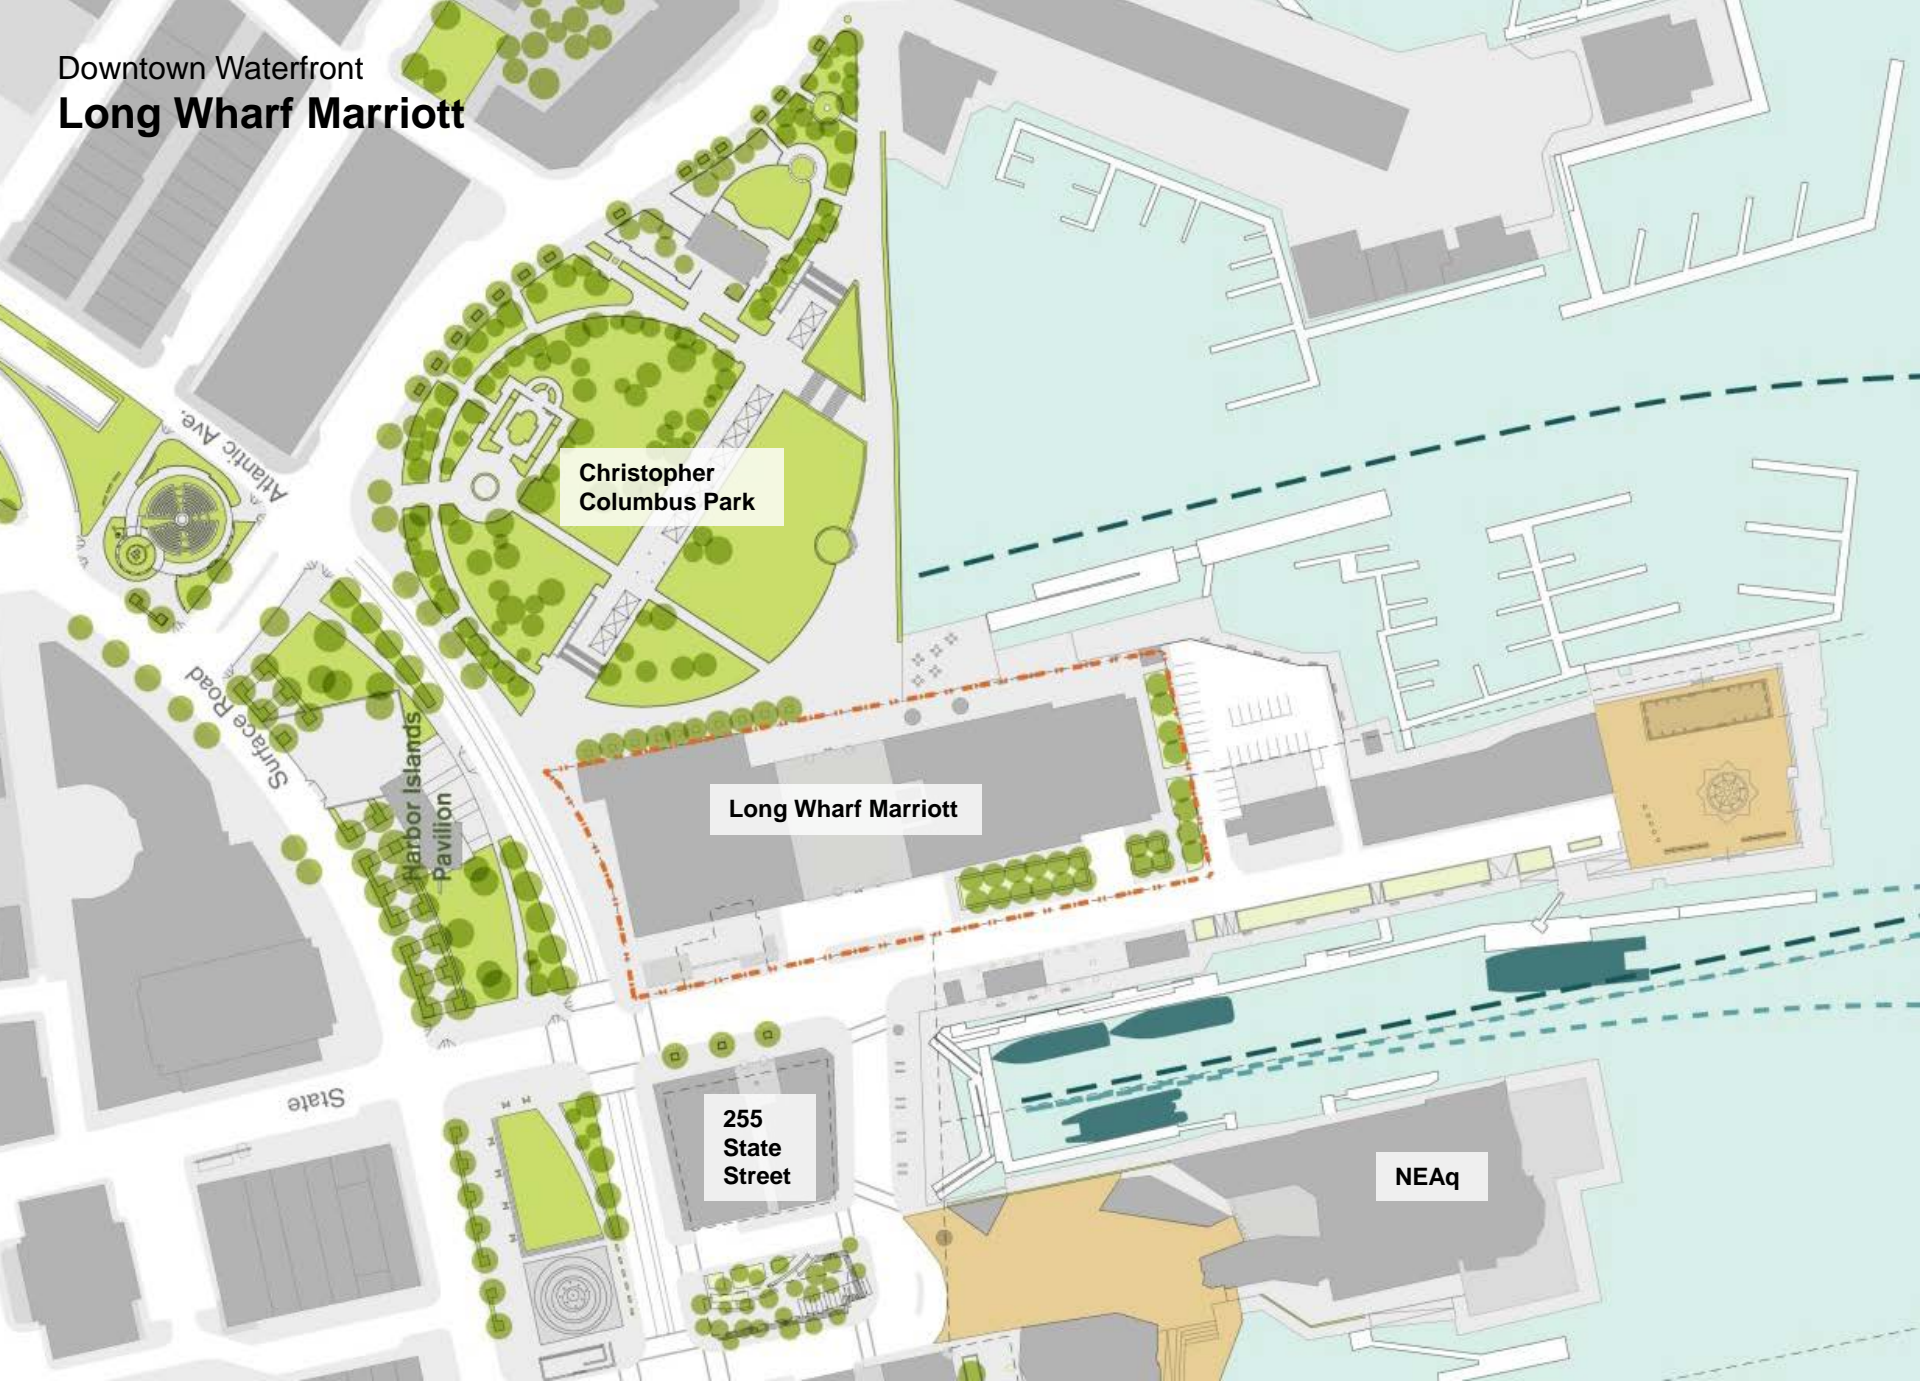 Downtown Waterfront
Long Wharf Marriott
Atlantic Ave.
Christopher
Columbus Park
Surface Road
Harbor Islands
Pavilion
Long Wharf Marriott
State
255
State
Street
NEAq